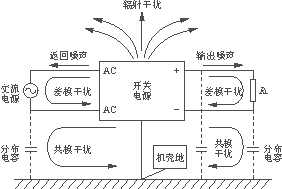 辐射干扰
返回噪声
输出噪声
AC
+
开关
电源
交流
电源
差模干扰
差模干扰
RL
AC
−
分布
电容
共模干扰
机壳地
共模
干扰
分布
电容